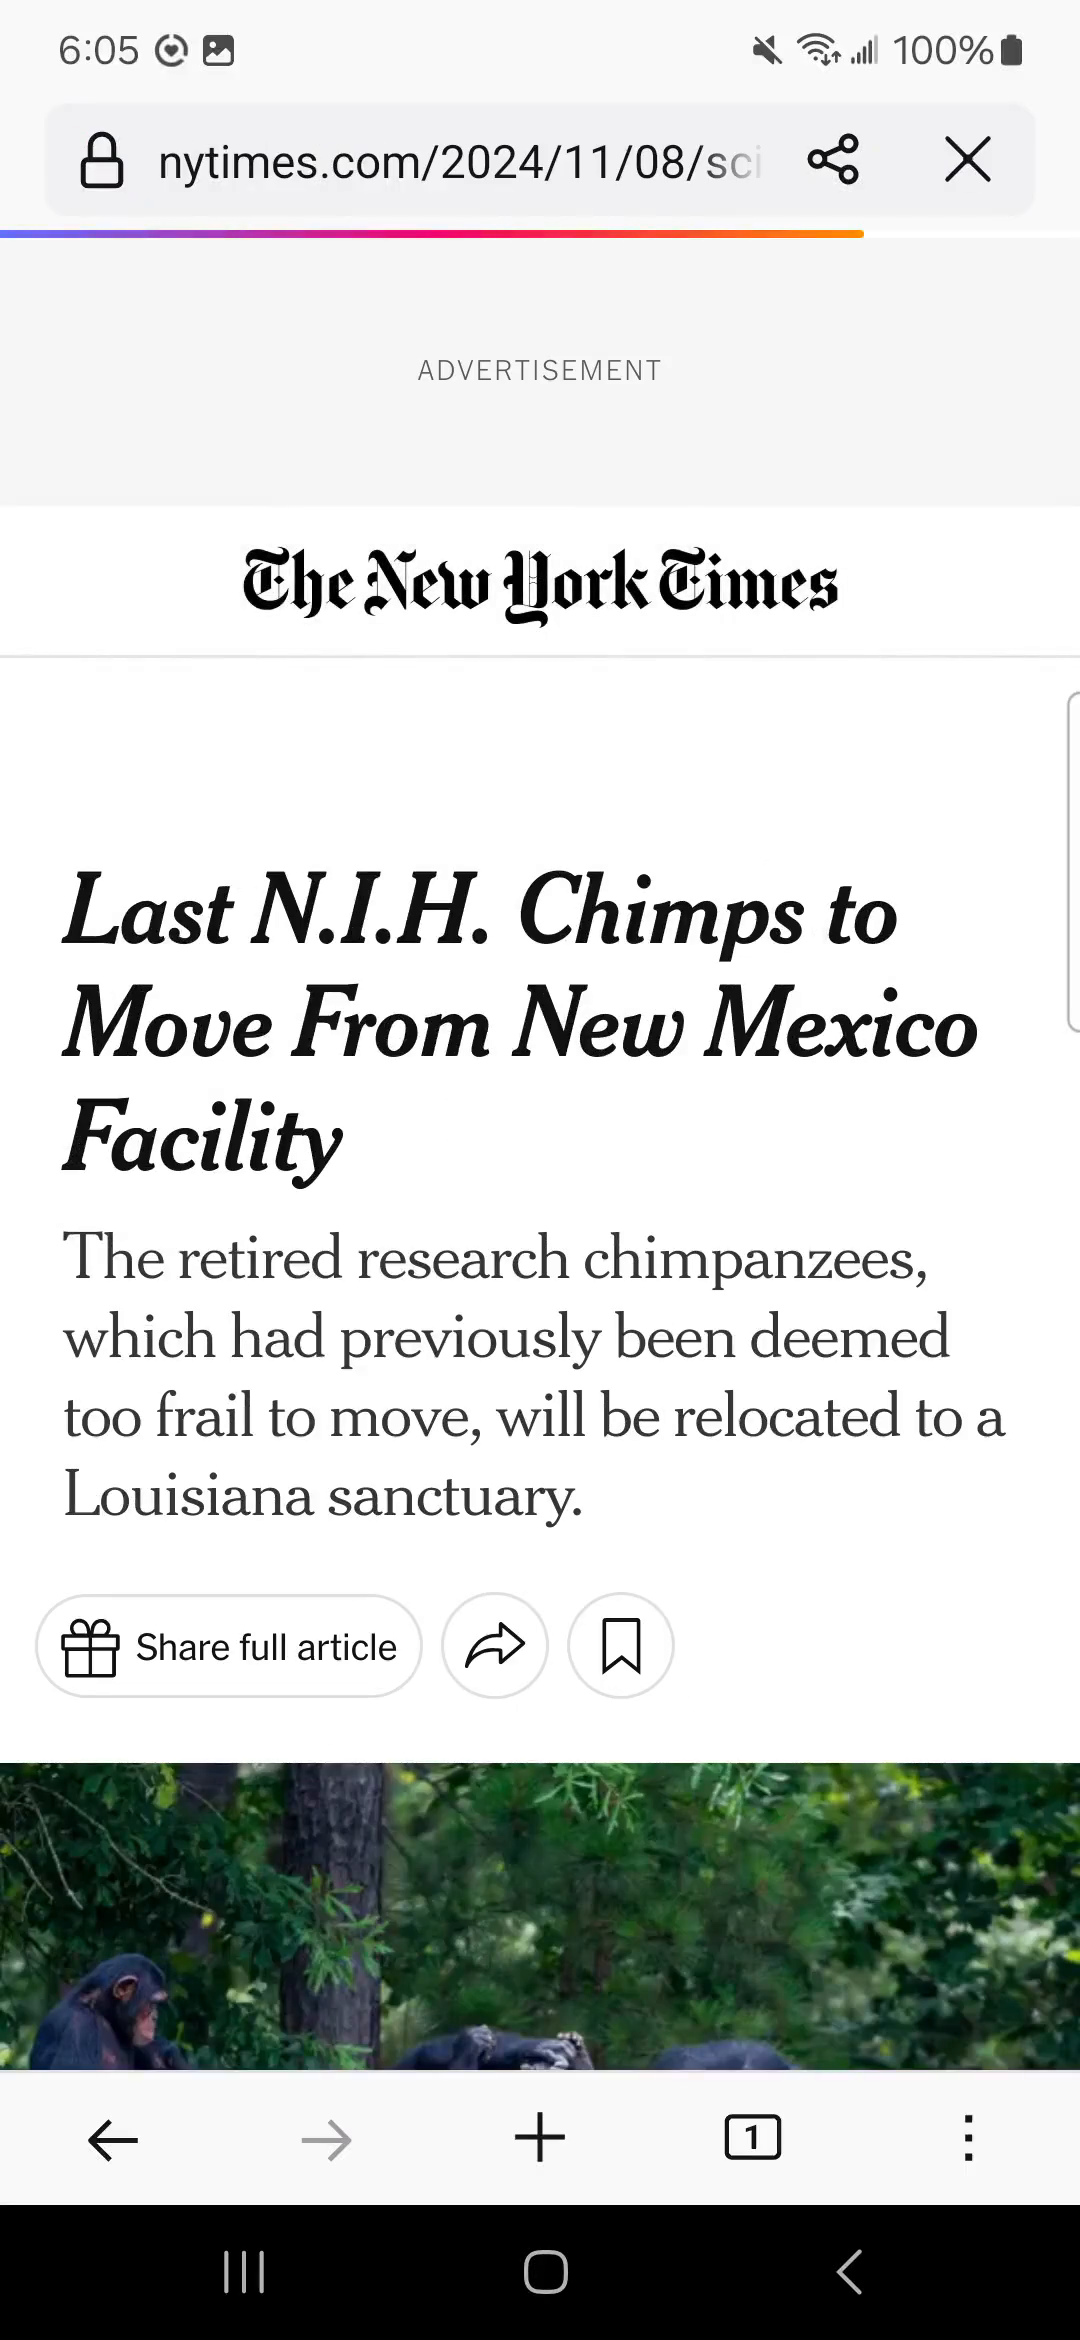 6:05
100%
nytimes.com/2024/11/08/sci
ADVERTISEMENT
The New York Times
Last N.I.H. Chimps to
Move From New Mexico
Facility
The retired research chimpanzees,
which had previously been deemed
too frail to move, will be relocated to a
Louisiana sanctuary.
Share full article
1